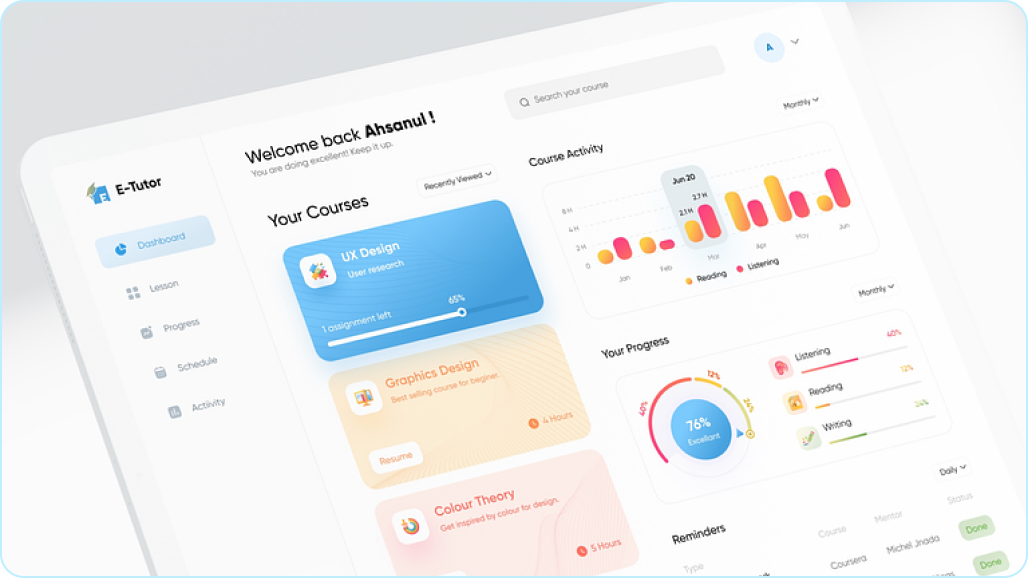 E-Tutor
Dashboard
Lesson
Progress
Schedule
Activity
Welcome back Ahsanul !
You are doing excellent! Keep it up.
Search your course
A
Your Courses
Recently Viewed
UX Design
User research
1 assignment left
65%
Graphics Design
Best selling course for beginer.
4 Hours
Resume
Colour Theory
Get inspired by colour for design.
5 Hours
Course Activity
Monthly
8 H
4 H
2 H
0
Jun 20
2.7 H
2.1 H
Jan
Feb
Mar
Apr
May
Jun
Reading
Listening
Your Progress
Monthly
40%
12%
24%
76%
Excellent
Listening
40%
Reading
12%
Writing
24%
Reminders
Daily
Type
Course
Mentor
Status
Coursera
Michel Jnada
Done
Done